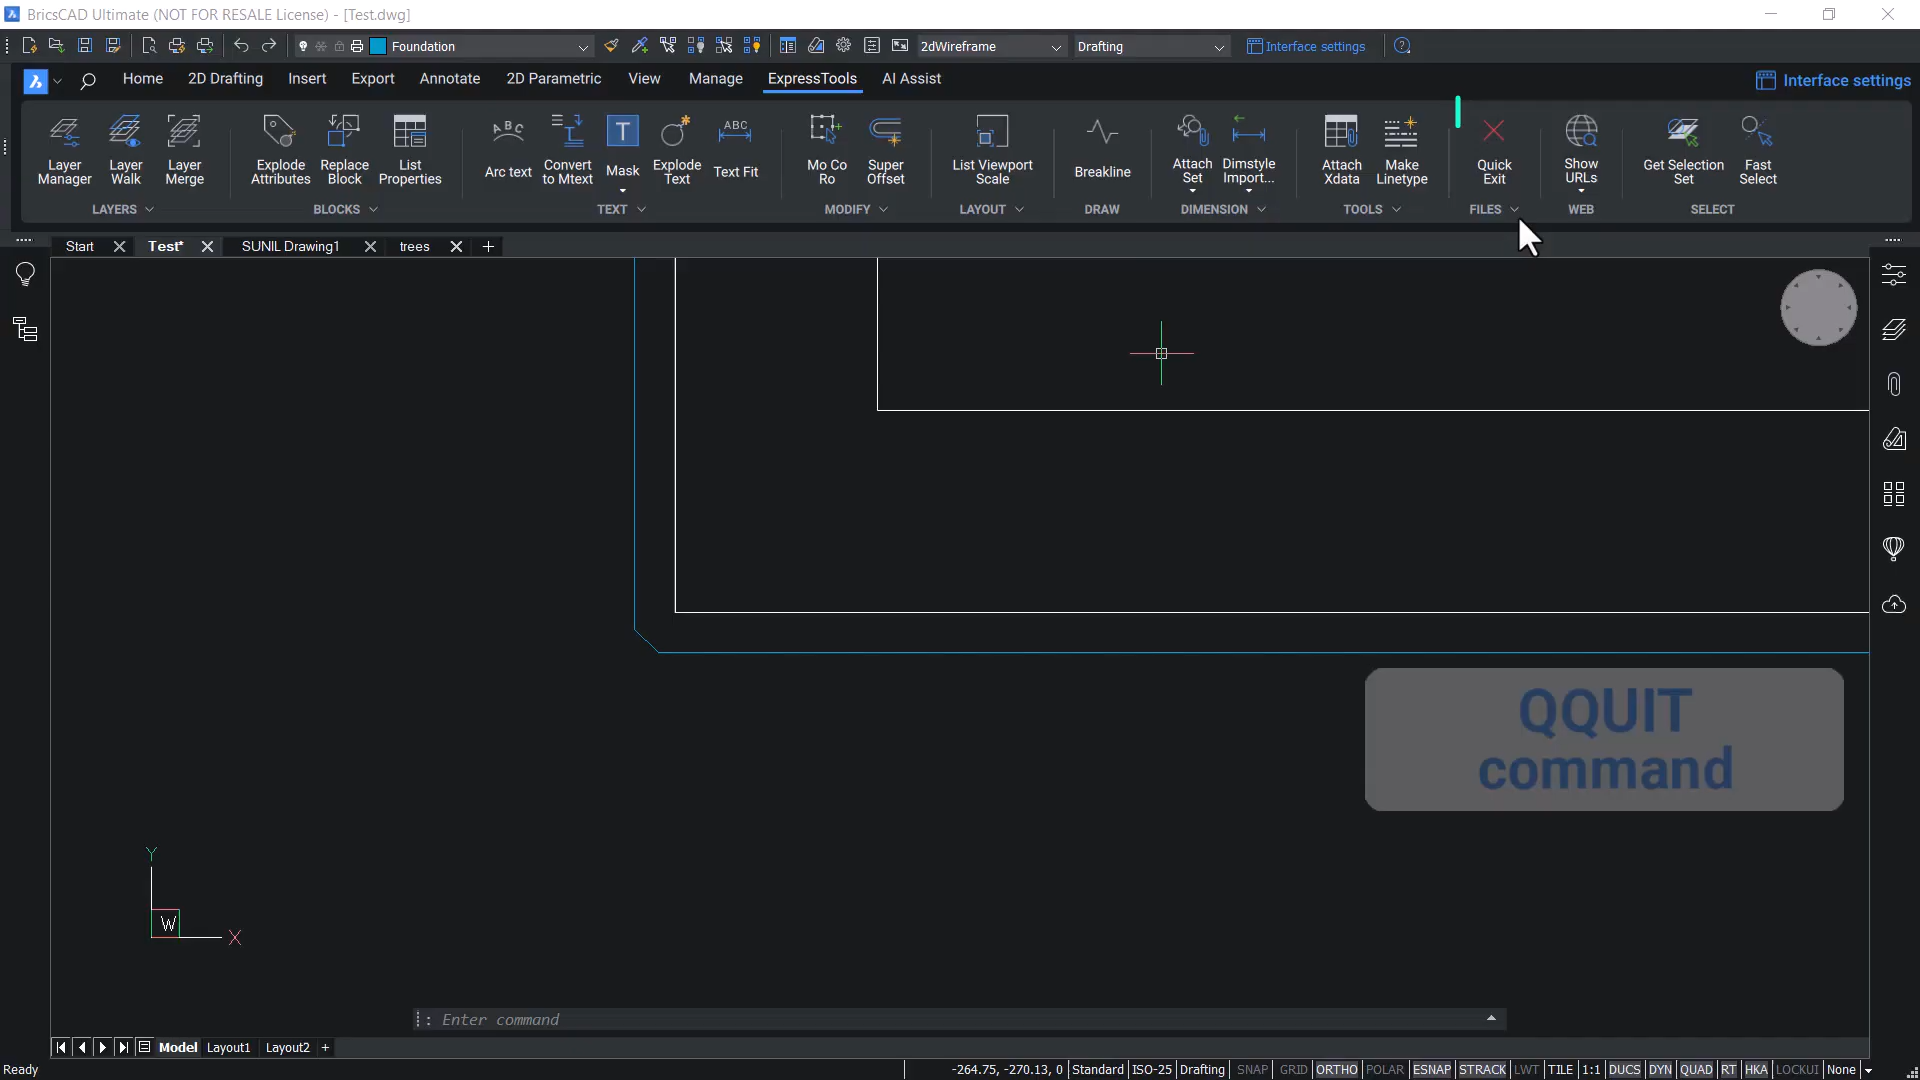 BricsCAD Ultimate (NOT FOR RESALE License) - [Test.dwg]
Foundation
2dWireframe
Drafting
Interface settings
Home
2D Drafting
Insert
Export
Annotate
2D Parametric
View
Manage
ExpressTools
AI Assist
Interface settings
Layer
Manager
Layer
Walk
Layer
Merge
Explode
Attributes
Replace
Block
List
Properties
ABC
Arc text
Convert
to Mtext
T
Mask
Explode
Text
ABC
Text Fit
Mo Co
Ro
Super
Offset
List Viewport
Scale
Breakline
Attach
Set
Dimstyle
Import...
Attach
Xdata
Make
Linetype
Quick
Exit
Show
URLs
Get Selection
Set
Fast
Select
LAYERS
BLOCKS
TEXT
MODIFY
LAYOUT
DRAW
DIMENSION
TOOLS
FILES
WEB
SELECT
Start
Test*
SUNIL Drawing1
trees
QQUIT
command
Y
W
X
: Enter command
Model
Layout1
Layout2
+
Ready
-264.75, -270.13, 0
Standard
ISO-25
Drafting
SNAP
GRID
ORTHO
POLAR
ESNAP
STRACK
LWT
TILE
1:1
DUCS
DYN
QUAD
RT
HKA
LOCKUI
None